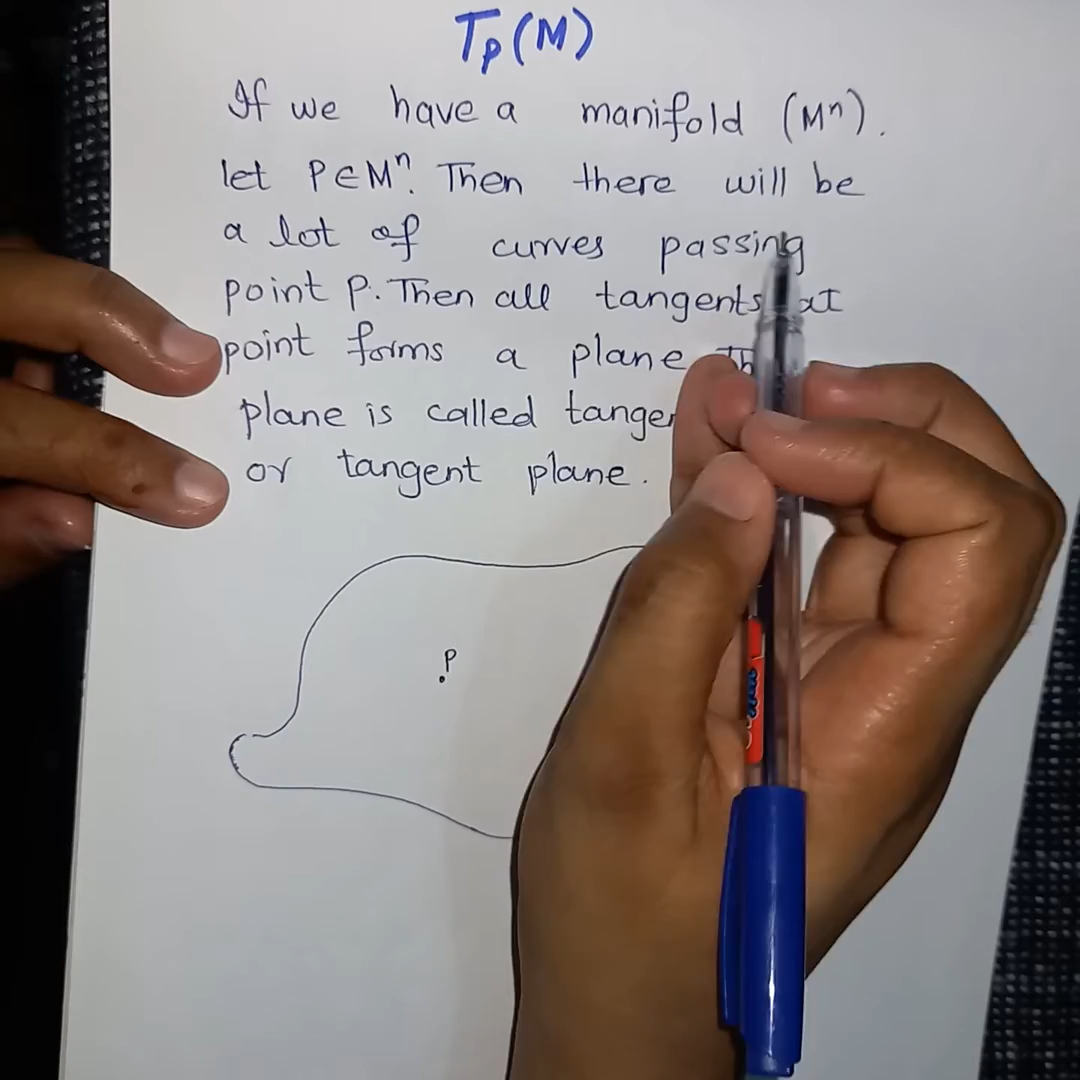 Tp(M)
If we have a manifold (Mⁿ).
let P∈Mⁿ. Then there will be
a lot of curves passing
point P. Then all tangents at
point forms a plane
plane is called
or tangent plane.
P